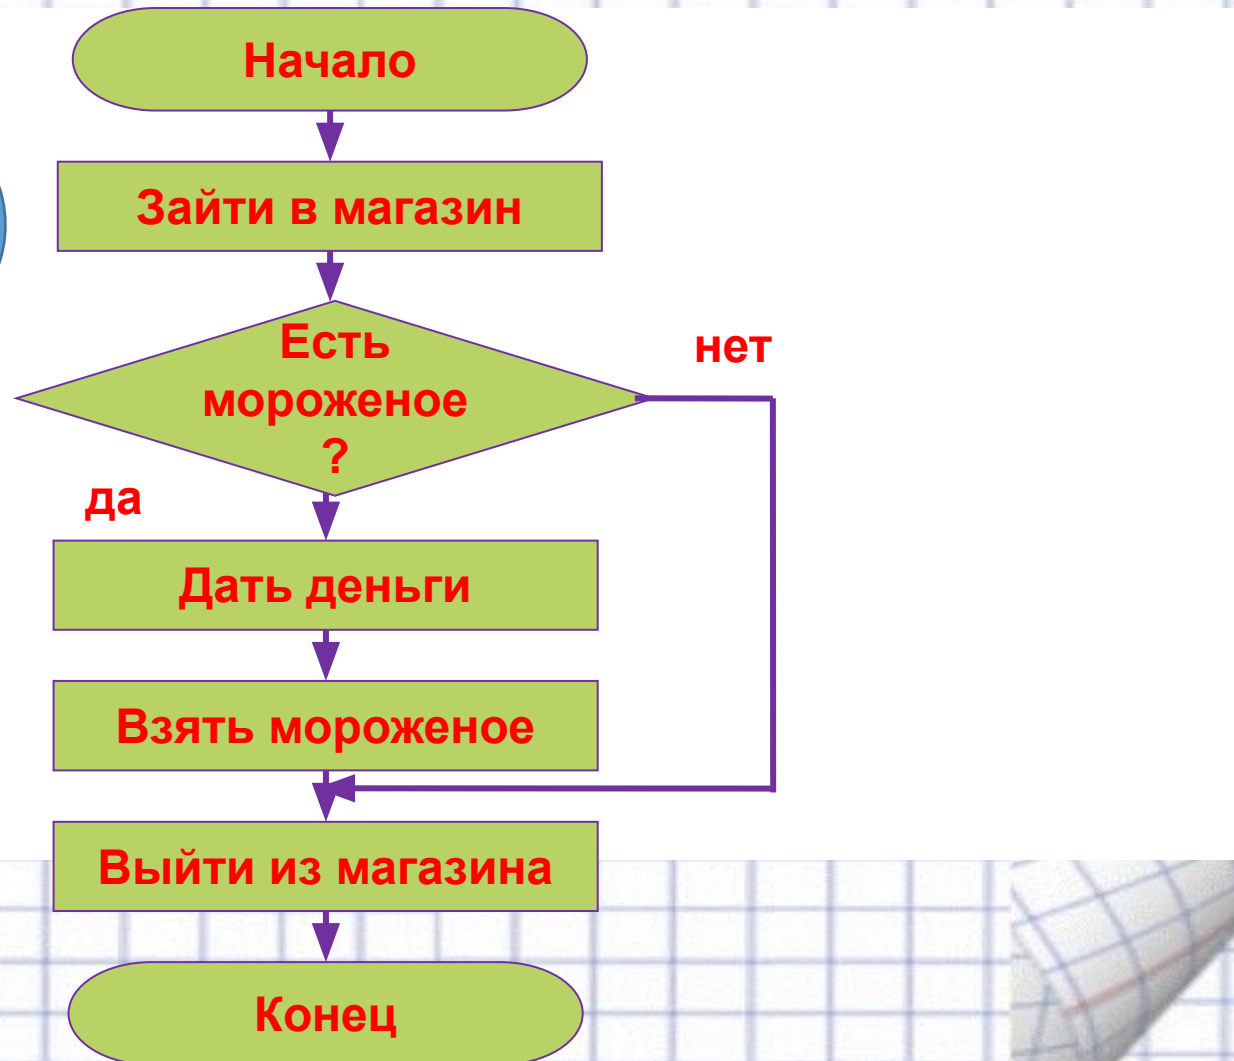 Начало
Зайти в магазин
Есть
нет
мороженое
?
да
Дать деньги
Взять мороженое
Выйти из магазина
Конец